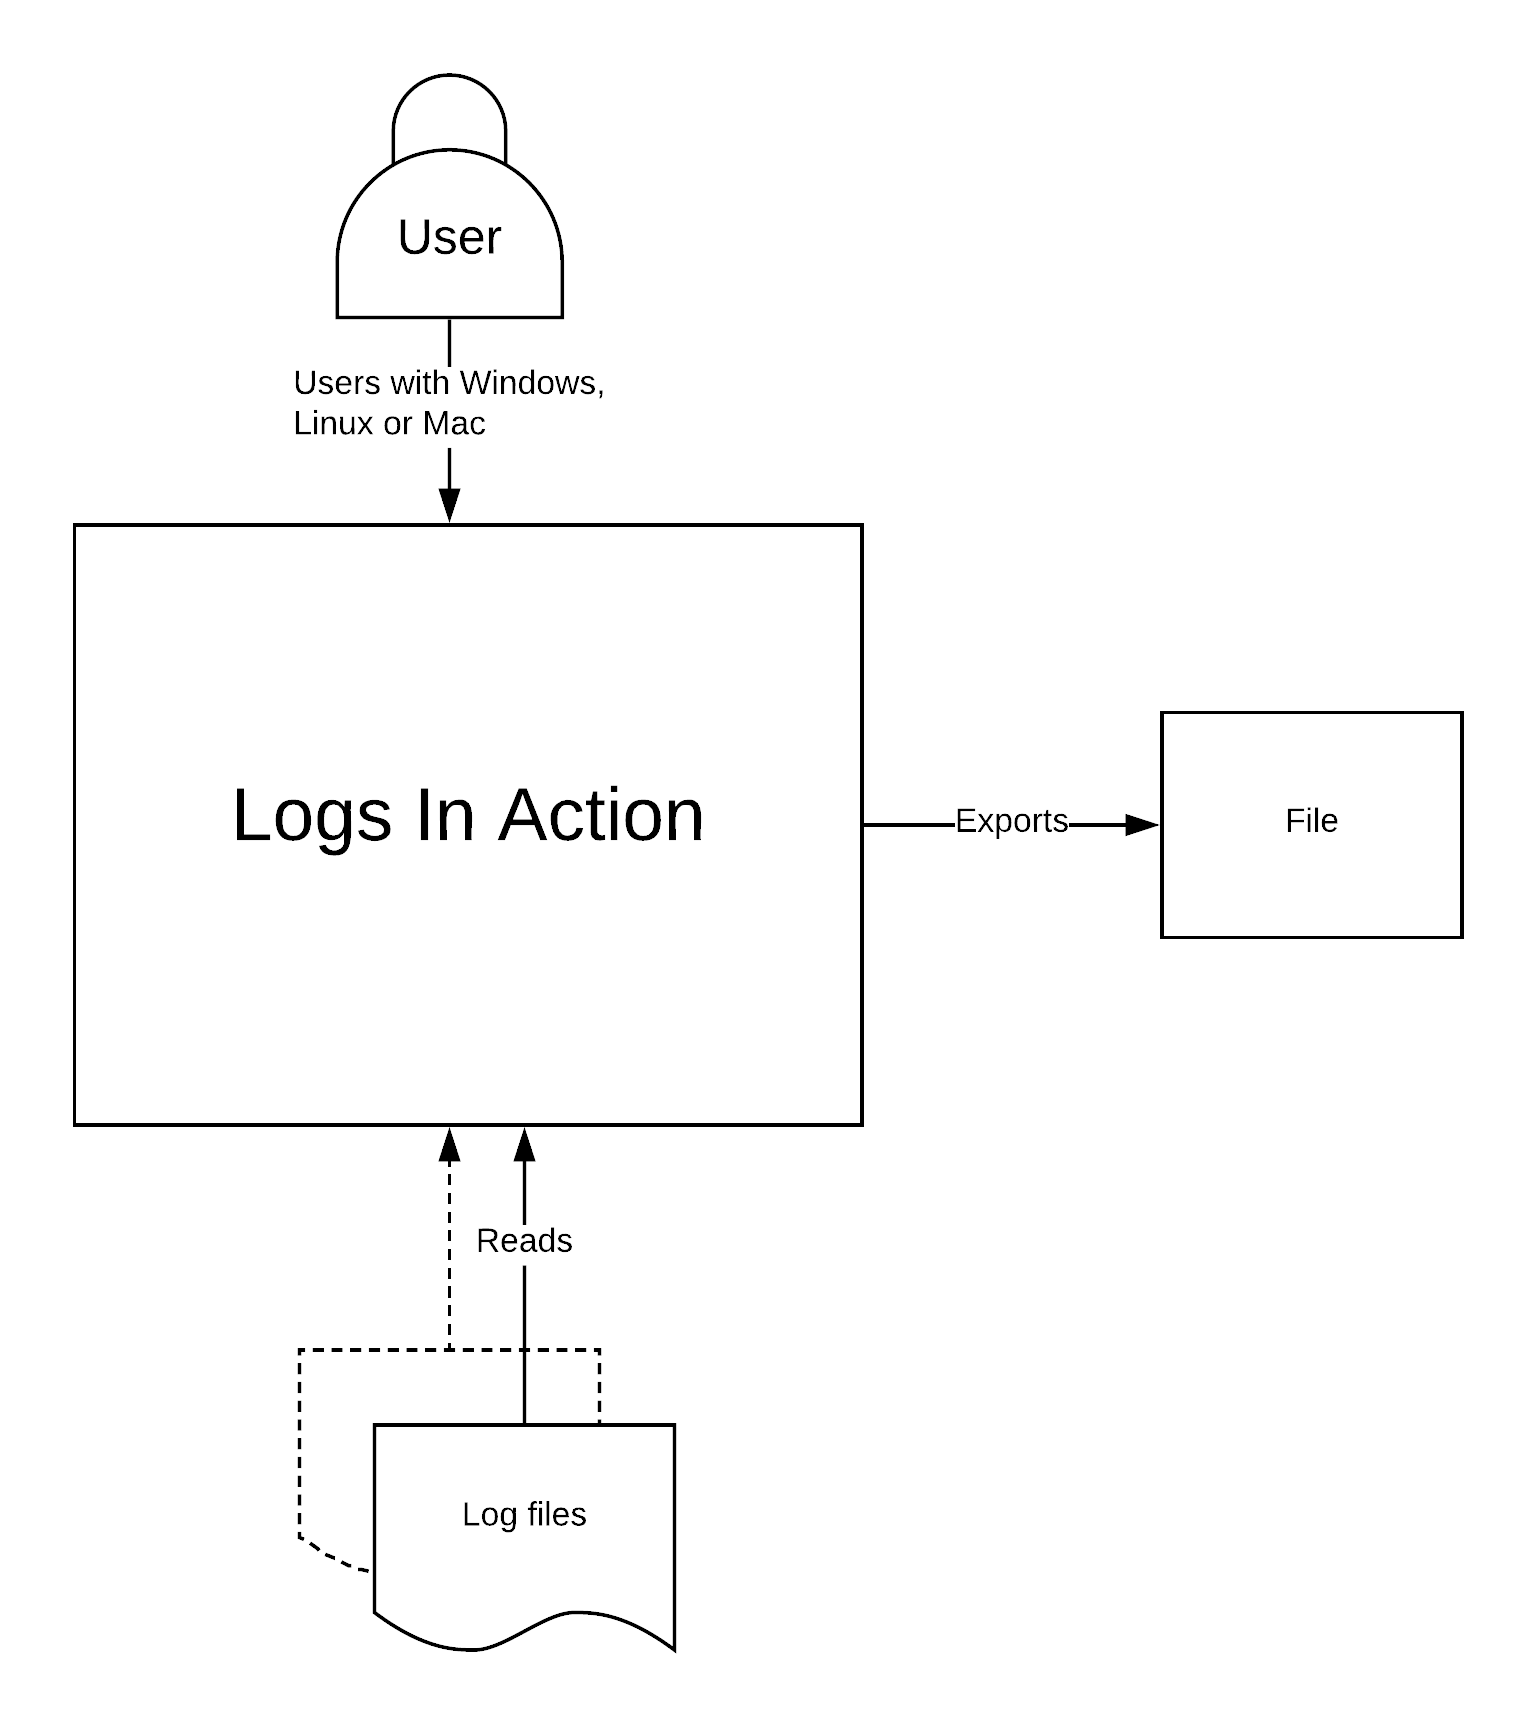 User
Users with Windows,
Linux or Mac
Logs In Action
Exports
File
Reads
Log files